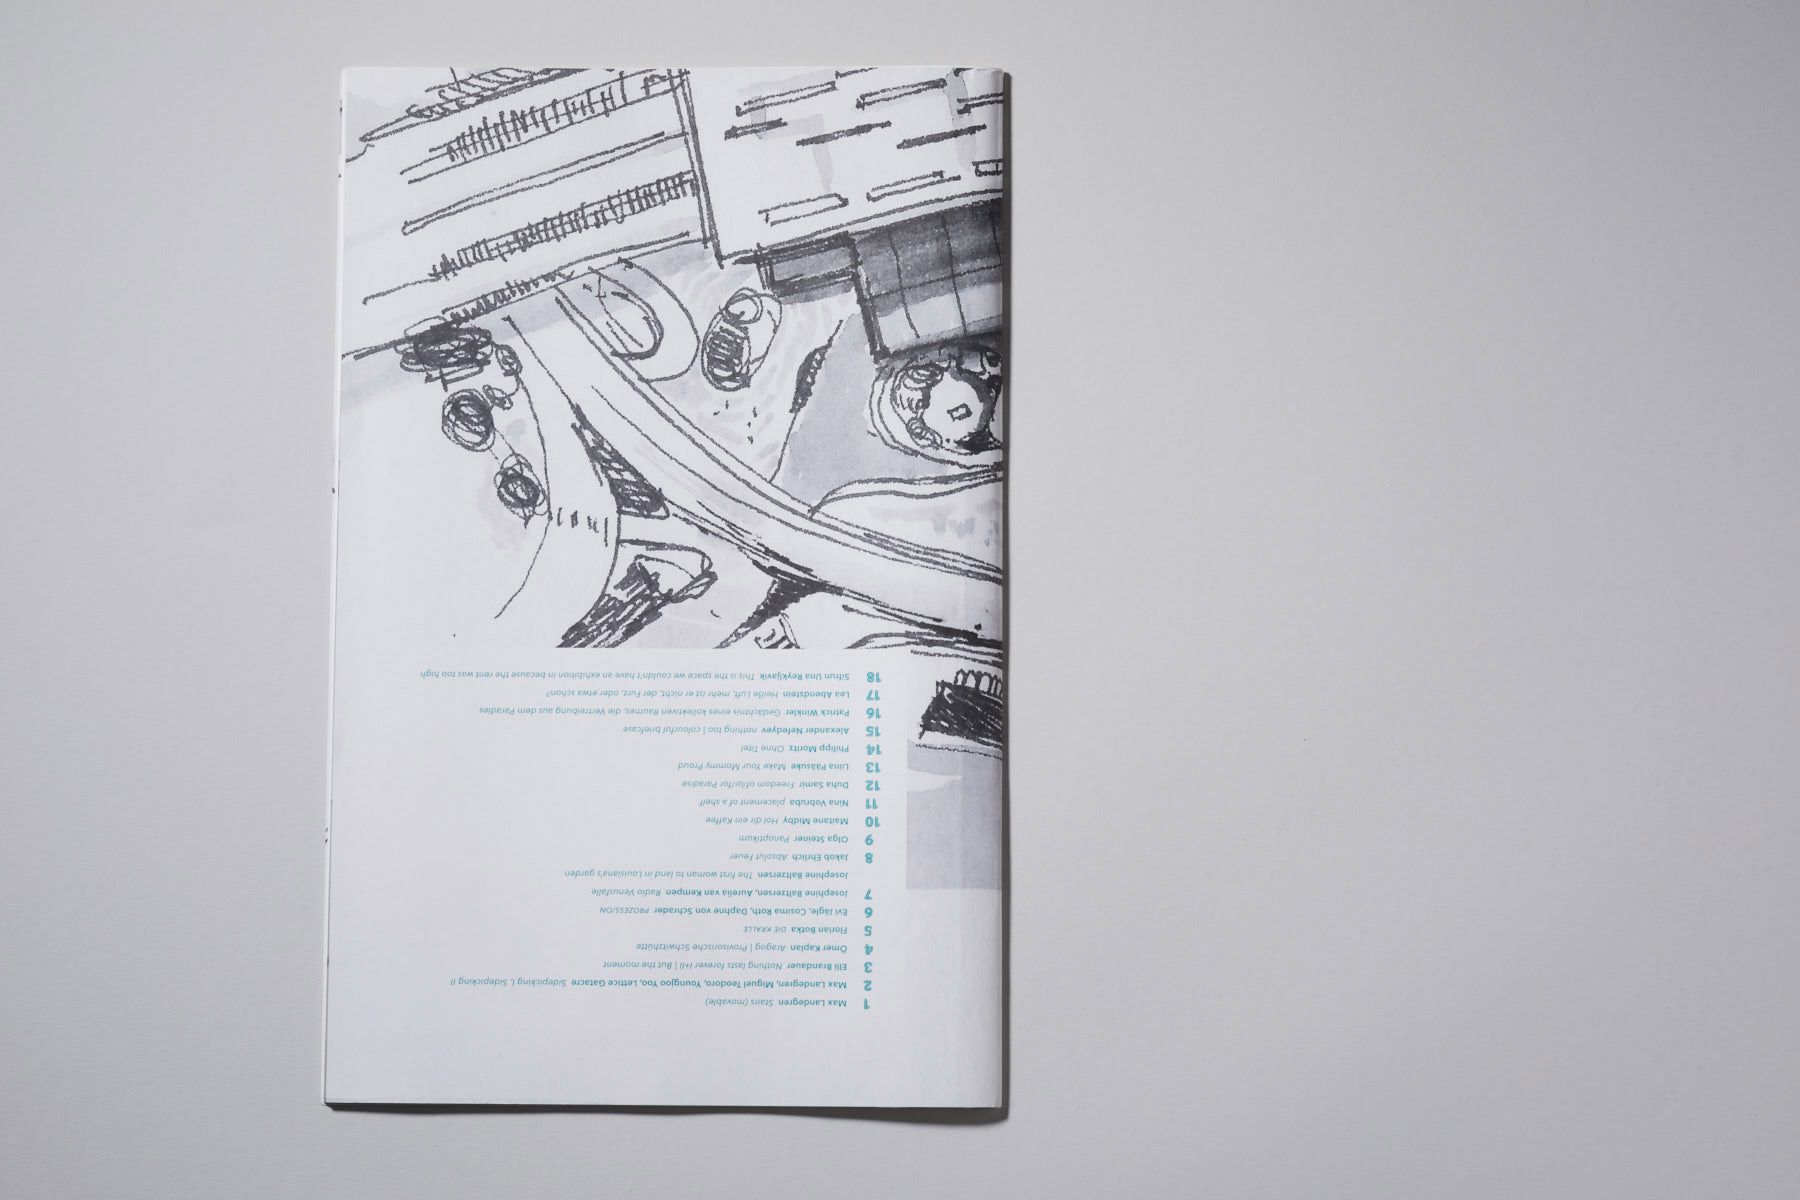 1 Max Landegren Stairs (movable)
2 Max Landegren, Miguel Teodoro, Youngjoo Yoo, Lettice Gatacre Sidepicking I, Sidepicking II
3 Elli Brandauer Nothing lasts forever I+II | But the moment
4 Ömer Kaplan Aragog | Provisorische Schwitzhütte
5 Florian Botka DIE KRALLE
6 Evi Jägle, Cosima Roth, Daphne von Schrader PROZESS/ON
7 Josephine Baltzersen, Aurelia van Kempen Radio Venusfalle
Josephine Baltzersen The first woman to land in Louisiana's garden
8 Jakob Ehrlich Absolut Feuer
9 Olga Steiner Panoptikum
10 Maitane Midby Hol dir ein Kaffee
11 Nina Vobruba placement of a shelf
12 Duha Samir Freedom of/or/for Paradise
13 Liina Pääsuke Make Your Mommy Proud
14 Philipp Moritz Ohne Titel
15 Alexander Nefedyev nothing too | colourful briefcase
16 Patrick Winkler Gedächtnis eines kollektiven Raumes, die Vertreibung aus dem Paradies
17 Lea Abendstein Heiße Luft, mehr ist er nicht, der Furz, oder etwa schon?
18 Sifrun Una Reykjavik This is the space we couldn't have an exhibition in because the rent was too high